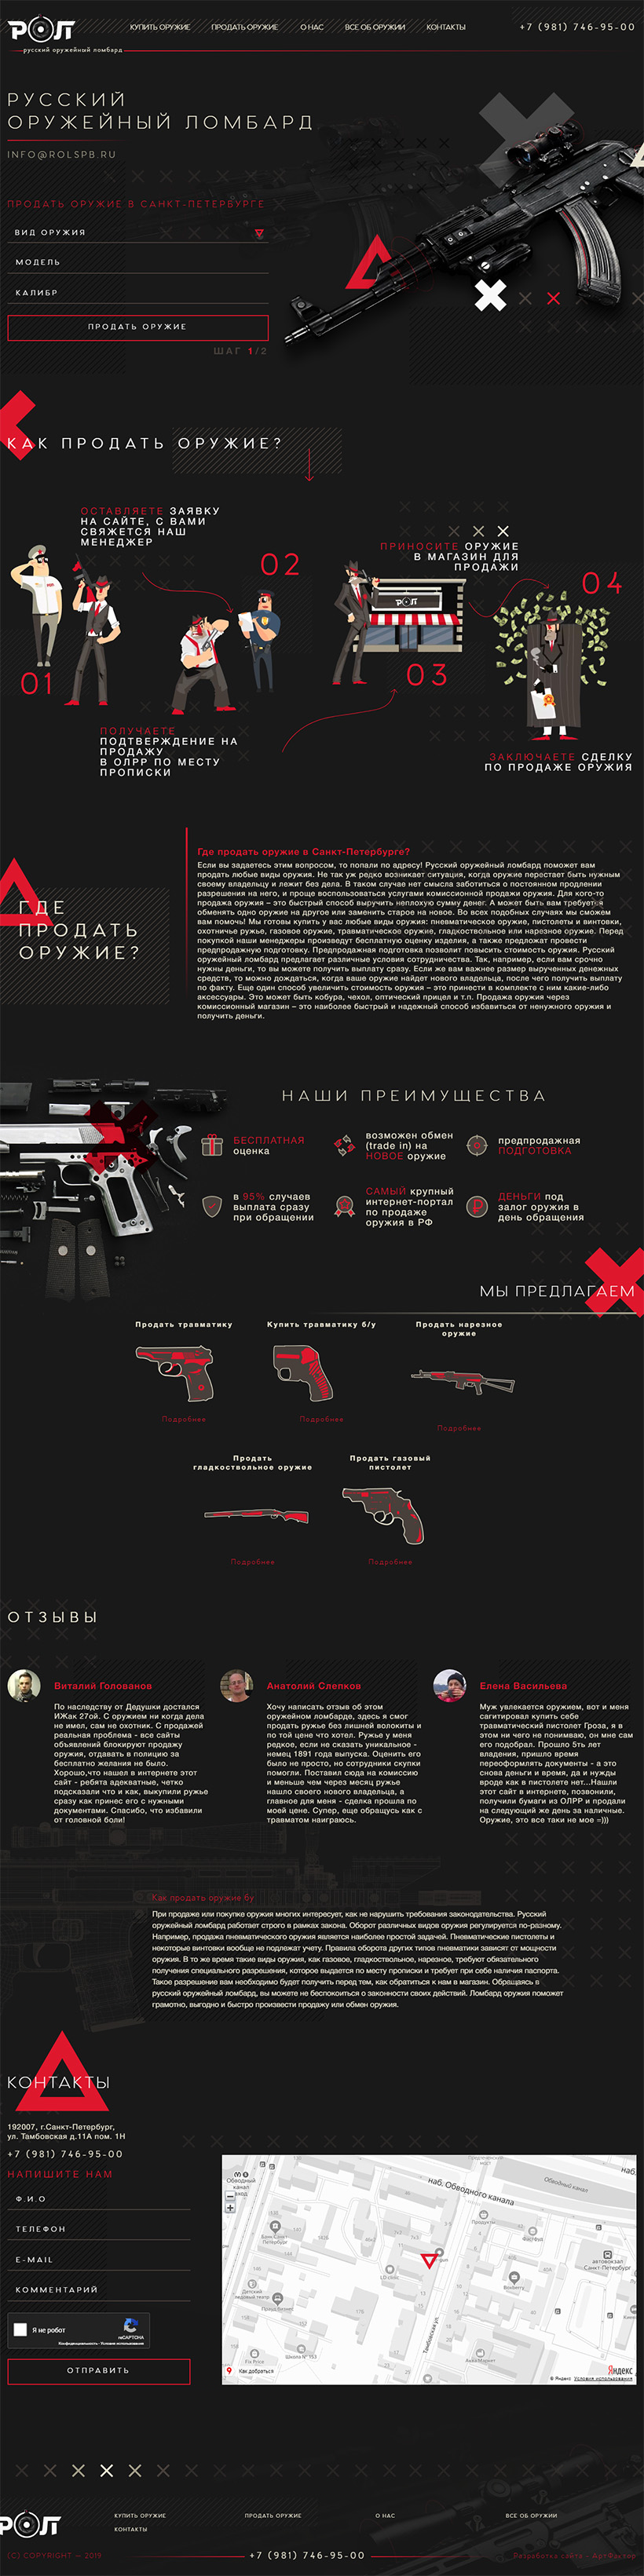 РОЛ
русский оружейный ломбард
КУПИТЬ ОРУЖИЕ ПРОДАТЬ ОРУЖИЕ О НАС ВСЕ ОБ ОРУЖИИ КОНТАКТЫ
+7 (981) 746-95-00
РУССКИЙ
ОРУЖЕЙНЫЙ ЛОМБАРД
INFO@ROLSPB.RU
ПРОДАТЬ ОРУЖИЕ В САНКТ-ПЕТЕРБУРГЕ
ВИД ОРУЖИЯ
МОДЕЛЬ
КАЛИБР
ПРОДАТЬ ОРУЖИЕ
ШАГ 1/2
КАК ПРОДАТЬ ОРУЖИЕ?
ОСТАВЛЯЕТЕ ЗАЯВКУ
НА САЙТЕ, С ВАМИ
СВЯЖЕТСЯ НАШ
МЕНЕДЖЕР
01
02
ПОЛУЧАЕТЕ
ПОДТВЕРЖДЕНИЕ НА
ПРОДАЖУ
В ОЛРР ПО МЕСТУ
ПРОПИСКИ
ПРИНОСИТЕ ОРУЖИЕ
В МАГАЗИН ДЛЯ
ПРОДАЖИ
РОЛ
03
04
ЗАКЛЮЧАЕТЕ СДЕЛКУ
ПО ПРОДАЖЕ ОРУЖИЯ
ГДЕ
ПРОДАТЬ
ОРУЖИЕ?
Где продать оружие в Санкт-Петербурге?
Если вы задаетесь этим вопросом, то попали по адресу! Русский оружейный ломбард поможет вам
продать любые виды оружия. Не так уж редко возникает ситуация, когда оружие перестает быть нужным
своему владельцу и лежит без дела. В таком случае нет смысла заботиться о постоянном продлении
разрешения на него, и проще воспользоваться услугами комиссионной продажи оружия. Для кого-то
продажа оружия – это быстрый способ выручить неплохую сумму денег. А может быть вам требуется
обменять одно оружие на другое или заменить старое на новое. Во всех подобных случаях мы сможем
вам помочь! Мы готовы купить у вас любые виды оружия: пневматическое оружие, пистолеты и винтовки,
охотничье ружье, газовое оружие, травматическое оружие, гладкоствольное или нарезное оружие. Перед
покупкой наши менеджеры произведут бесплатную оценку изделия, а также предложат провести
предпродажную подготовку. Предпродажная подготовка позволит повысить стоимость оружия. Русский
оружейный ломбард предлагает различные условия сотрудничества. Так, например, если вам срочно
нужны деньги, то вы можете получить выплату сразу. Если же вам важнее размер вырученных денежных
средств, то можно дождаться, когда ваше оружие найдет нового владельца, после чего получить выплату
по факту. Еще один способ увеличить стоимость оружия – это принести в комплекте с ним какие-либо
аксессуары. Это может быть кобура, чехол, оптический прицел и т.п. Продажа оружия через
комиссионный магазин – это наиболее быстрый и надежный способ избавиться от ненужного оружия и
получить деньги.
НАШИ ПРЕИМУЩЕСТВА
БЕСПЛАТНАЯ
оценка
возможен обмен
(trade in) на
НОВОЕ оружие
предпродажная
ПОДГОТОВКА
в 95% случаев
выплата сразу
при обращении
САМЫЙ крупный
интернет-портал
по продаже
оружия в РФ
ДЕНЬГИ под
залог оружия в
день обращения
МЫ ПРЕДЛАГАЕМ
Продать травматику
Подробнее
Купить травматику б/у
Подробнее
Продать нарезное
оружие
Подробнее
Продать
гладкоствольное оружие
Подробнее
Продать газовый
пистолет
Подробнее
ОТЗЫВЫ
Виталий Голованов
По наследству от Дедушки достался
ИЖак 27ой. С оружием ни когда дела
не имел, сам не охотник. С продажей
реальная проблема - все сайты
объявлений блокируют продажу
оружия, отдавать в полицию за
бесплатно желания не было.
Хорошо,что нашел в интернете этот
сайт - ребята адекватные, четко
подсказали что и как, выкупили ружье
сразу как принес его с нужными
документами. Спасибо, что избавили
от головной боли!
Анатолий Слепков
Хочу написать отзыв об этом
оружейном ломбарде, здесь я смог
продать ружье без лишней волокиты и
по той цене что хотел. Ружье у меня
редкое, если не сказать уникальное -
немец 1891 года выпуска. Оценить его
было не просто, но сотрудники скупки
помогли. Поставил сюда на комиссию
и меньше чем через месяц ружье
нашло своего нового владельца, а
главное для меня - сделка прошла по
моей цене. Супер, еще обращусь как с
травматом наиграюсь.
Елена Васильева
Муж увлекается оружием, вот и меня
сагитировал купить себе
травматический пистолет Гроза, я в
этом ни чего не понимаю, он мне сам
его подобрал. Прошло 5ть лет
владения, пришло время
переоформлять документы - а это
снова деньги и время, да и нужды
вроде как в пистолете нет...Нашли
этот сайт в интернете, позвонили,
получили бумаги из ОЛРР и продали
на следующий же день за наличные.
Оружие, это все таки не мое =)))
Как продать оружие бу
При продаже или покупке оружия многих интересует, как не нарушить требования законодательства. Русский
оружейный ломбард работает строго в рамках закона. Оборот различных видов оружия регулируется по-разному.
Например, продажа пневматического оружия является наиболее простой задачей. Пневматические пистолеты и
некоторые винтовки вообще не подлежат учету. Правила оборота других типов пневматики зависят от мощности
оружия. В то же время такие виды оружия, как газовое, гладкоствольное, нарезное, требуют обязательного
получения специального разрешения, которое выдается по месту прописки и требует при себе наличия паспорта.
Такое разрешение вам необходимо будет получить перед тем, как обратиться к нам в магазин. Обращаясь в
русский оружейный ломбард, вы можете не беспокоиться о законности своих действий. Ломбард оружия поможет
грамотно, выгодно и быстро произвести продажу или обмен оружия.
КОНТАКТЫ
192007, г.Санкт-Петербург,
ул. Тамбовская д.11А пом. 1Н
+7 (981) 746-95-00
НАПИШИТЕ НАМ
Ф.И.О
ТЕЛЕФОН
E-MAIL
КОММЕНТАРИЙ
Я не робот
reCAPTCHA
Конфиденциальность - Условия использования
ОТПРАВИТЬ
Обводный
канал
наб. Обводного канала
Обводный канал
наб.
Банк Санкт-
Петербург
Продукты
автовокзал
Санкт-Петербург
Детский
ледовый театр
Тамбовская ул.
Fix Price
Школа № 153
Как добраться
Яндекс
© Яндекс Условия использования
РОЛ
КУПИТЬ ОРУЖИЕ ПРОДАТЬ ОРУЖИЕ О НАС ВСЕ ОБ ОРУЖИИ
КОНТАКТЫ
(C) COPYRIGHT — 2019
+7 (981) 746-95-00
Разработка сайта - АртФактор